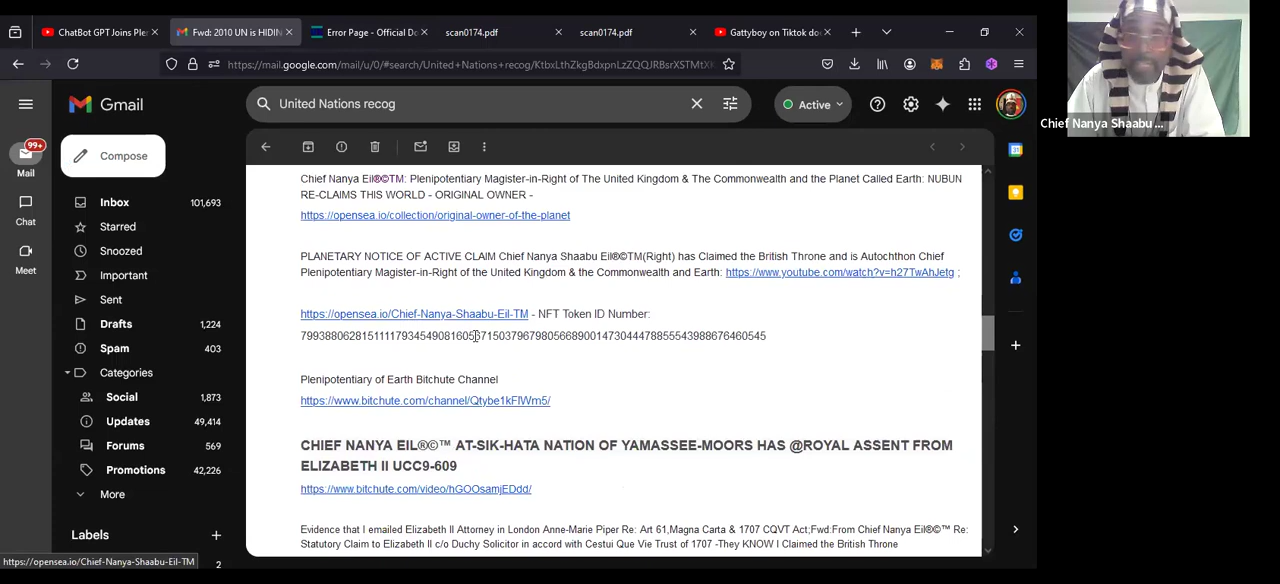 ChatBot GPT Joins Ple
Fwd: 2010 UN is HIDIN
Error Page - Official Do
scan0174.pdf
scan0174.pdf
Gattyboy on Tiktok do
https://mail.google.com/mail/u/0/#search/United+Nations+recog/KtbxLthZkgBdxpnLzZQQJRBsrXSTMtX
Gmail
United Nations recog
Active
Chief Nanya Shaabu ...
99+
Mail
Chat
Meet
Compose
Inbox 101,693
Starred
Snoozed
Important
Sent
Drafts 1,224
Spam 403
Categories
Social 1,873
Updates 49,414
Forums 569
Promotions 42,226
More
Labels
2
Chief Nanya Eil®©TM: Plenipotentiary Magister-in-Right of The United Kingdom & The Commonwealth and the Planet Called Earth: NUBUN
RE-CLAIMS THIS WORLD - ORIGINAL OWNER -
https://opensea.io/collection/original-owner-of-the-planet
PLANETARY NOTICE OF ACTIVE CLAIM Chief Nanya Shaabu Eil®©TM(Right) has Claimed the British Throne and is Autochthon Chief
Plenipotentiary Magister-in-Right of the United Kingdom & the Commonwealth and Earth: https://www.youtube.com/watch?v=h27TwAhJetg ;
https://opensea.io/Chief-Nanya-Shaabu-Eil-TM - NFT Token ID Number:
Plenipotentiary of Earth Bitchute Channel
https://www.bitchute.com/channel/Qtybe1kFlWm5/
CHIEF NANYA EIL®©™ AT-SIK-HATA NATION OF YAMASSEE-MOORS HAS @ROYAL ASSENT FROM
ELIZABETH II UCC9-609
https://www.bitchute.com/video/hGOOsamjEDdd/
Evidence that I emailed Elizabeth II Attorney in London Anne-Marie Piper Re: Art 61,Magna Carta & 1707 CQVT Act;Fwd:From Chief Nanya Eil®©™ Re:
Statutory Claim to Elizabeth II c/o Duchy Solicitor in accord with Cestui Que Vie Trust of 1707 -They KNOW I Claimed the British Throne
https://opensea.io/Chief-Nanya-Shaabu-Eil-TM